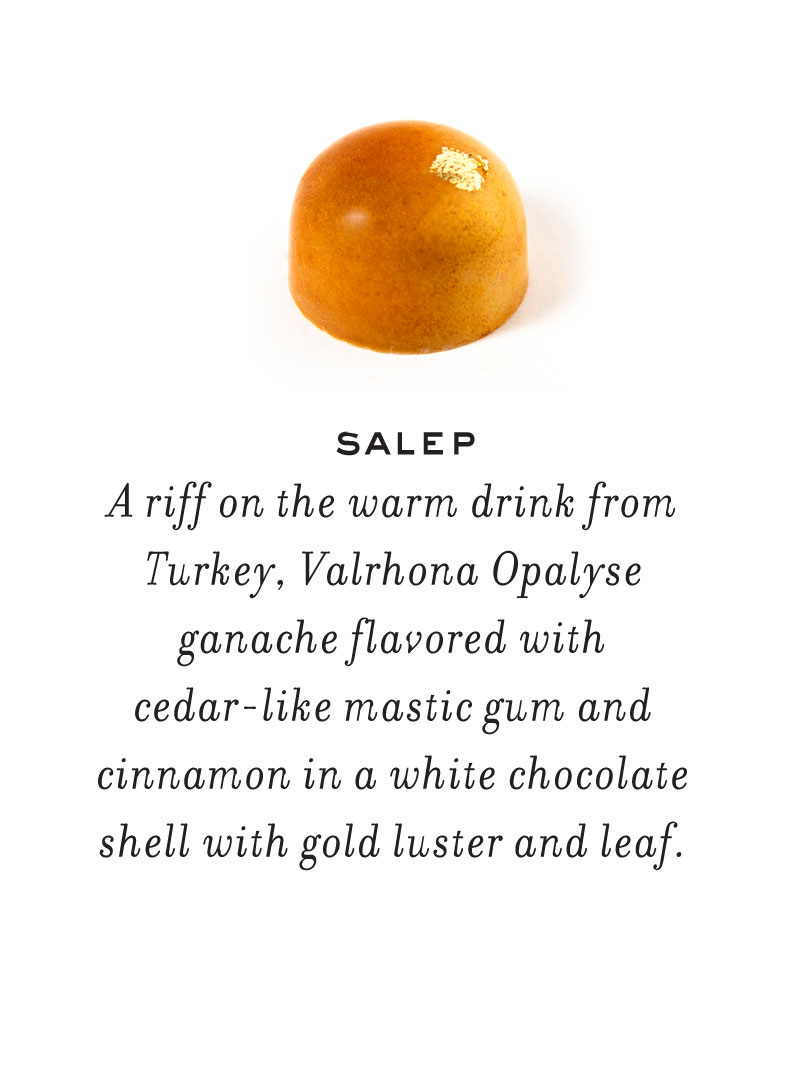 SALEP
A riff on the warm drink from
Turkey, Valrhona Opalyse
ganache flavored with
cedar-like mastic gum and
cinnamon in a white chocolate
shell with gold luster and leaf.